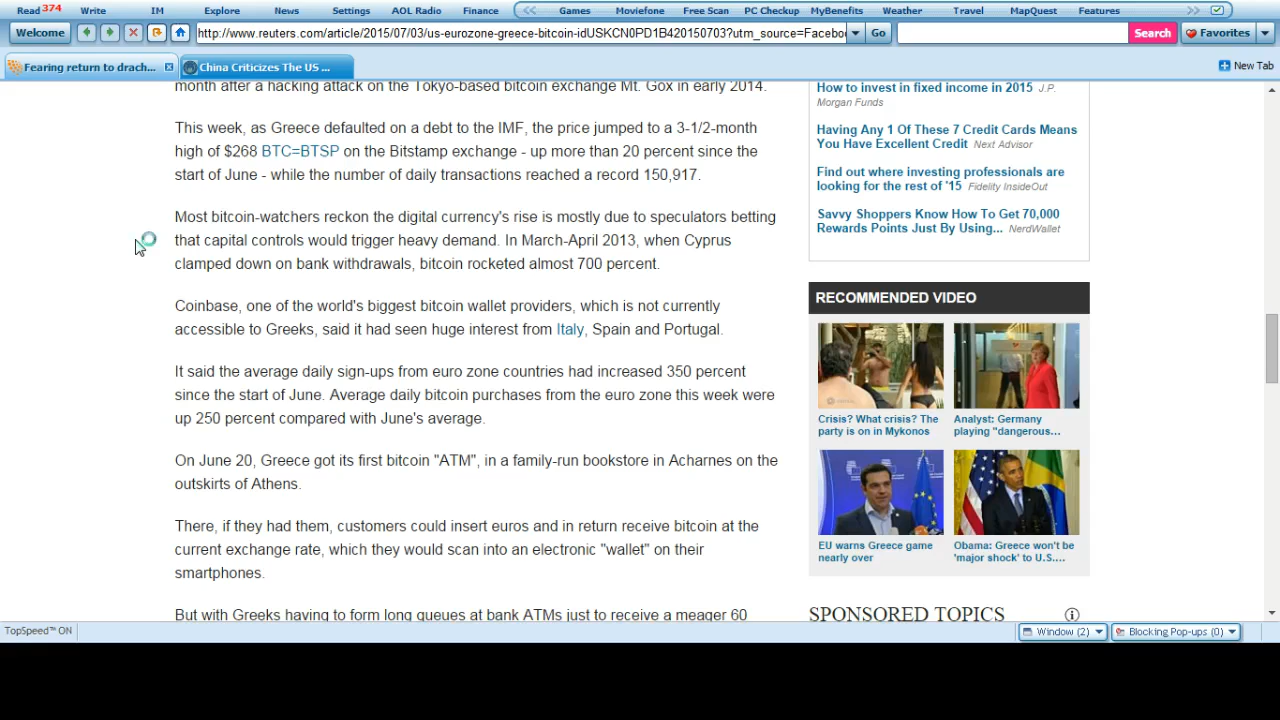 Read 374 Write IM Explore News Settings AOL Radio Finance Games Moviefone Free Scan PC Checkup MyBenefits Weather Travel MapQuest Features
Welcome http://www.reuters.com/article/2015/07/03/us-eurozone-greece-bitcoin-idUSKCN0PD1B420150703?utm_source=Facebo Go Search Favorites
Fearing return to drach... China Criticizes The US ... New Tab
month after a hacking attack on the Tokyo-based bitcoin exchange Mt. Gox in early 2014.
This week, as Greece defaulted on a debt to the IMF, the price jumped to a 3-1/2-month
high of $268 BTC=BTSP on the Bitstamp exchange - up more than 20 percent since the
start of June - while the number of daily transactions reached a record 150,917.
Most bitcoin-watchers reckon the digital currency's rise is mostly due to speculators betting
that capital controls would trigger heavy demand. In March-April 2013, when Cyprus
clamped down on bank withdrawals, bitcoin rocketed almost 700 percent.
Coinbase, one of the world's biggest bitcoin wallet providers, which is not currently
accessible to Greeks, said it had seen huge interest from Italy, Spain and Portugal.
It said the average daily sign-ups from euro zone countries had increased 350 percent
since the start of June. Average daily bitcoin purchases from the euro zone this week were
up 250 percent compared with June's average.
On June 20, Greece got its first bitcoin "ATM", in a family-run bookstore in Acharnes on the
outskirts of Athens.
There, if they had them, customers could insert euros and in return receive bitcoin at the
current exchange rate, which they would scan into an electronic "wallet" on their
smartphones.
But with Greeks having to form long queues at bank ATMs just to receive a meager 60
How to invest in fixed income in 2015 J.P.
Morgan Funds
Having Any 1 Of These 7 Credit Cards Means
You Have Excellent Credit Next Advisor
Find out where investing professionals are
looking for the rest of '15 Fidelity InsideOut
Savvy Shoppers Know How To Get 70,000
Rewards Points Just By Using... NerdWallet
RECOMMENDED VIDEO
Crisis? What crisis? The
party is on in Mykonos
Analyst: Germany
playing "dangerous...
EU warns Greece game
nearly over
Obama: Greece won't be
'major shock' to U.S....
SPONSORED TOPICS
TopSpeed™ ON Window (2) Blocking Pop-ups (0)